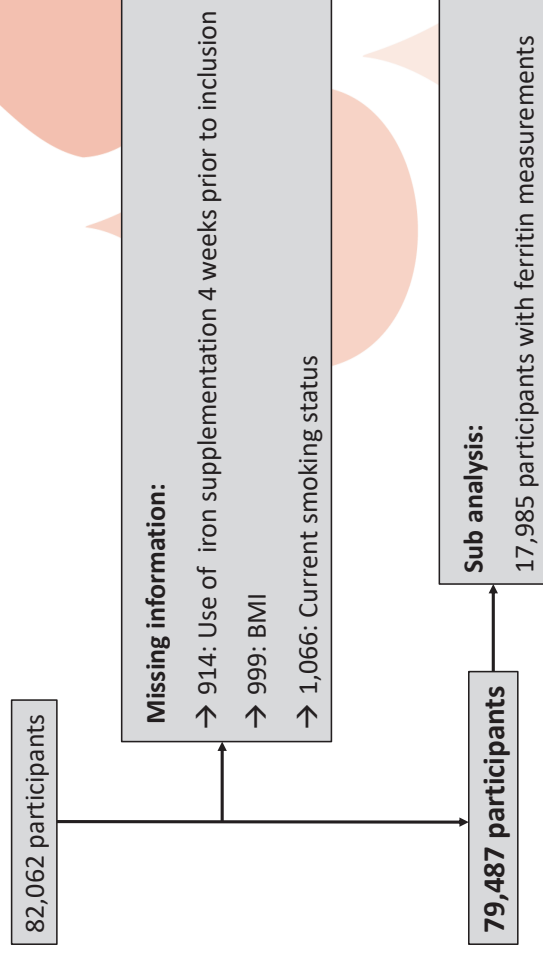 82,062 participants
Missing information:
→ 914: Use of iron supplementation 4 weeks prior to inclusion
→ 999: BMI
→ 1,066: Current smoking status
79,487 participants
Sub analysis:
17,985 participants with ferritin measurements